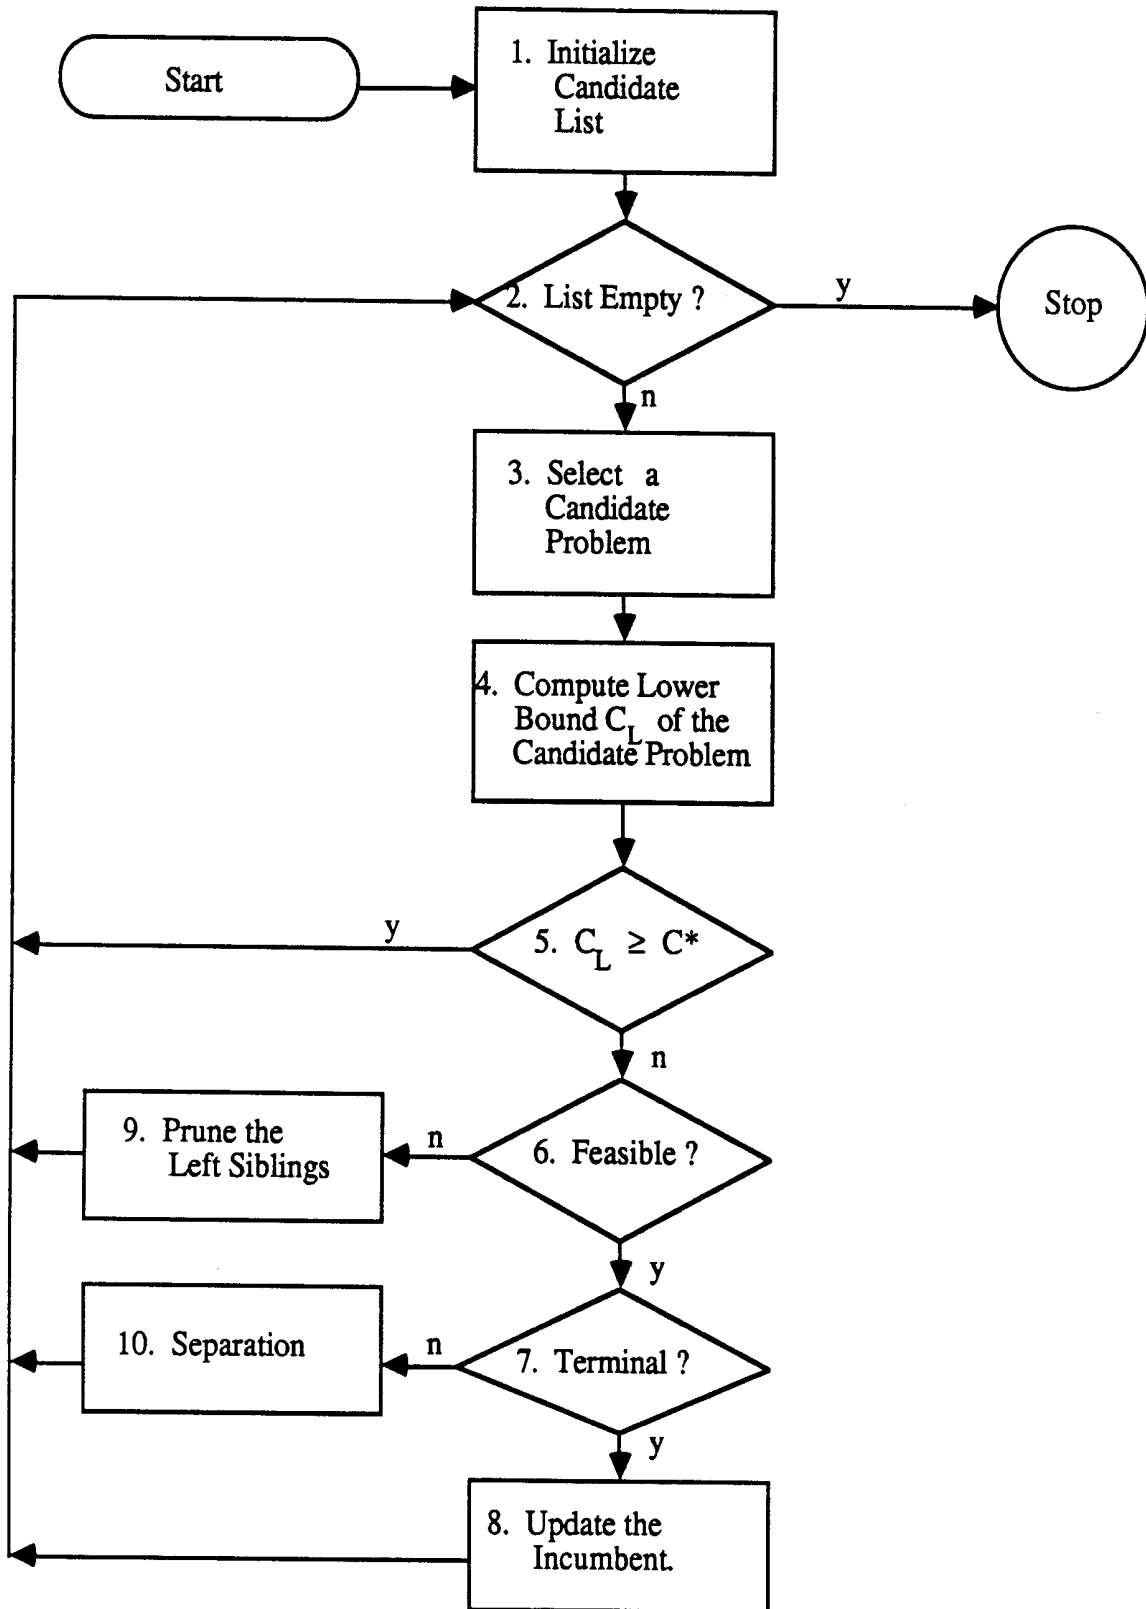 Start
1. Initialize
Candidate
List
2. List Empty ?
y
Stop
n
3. Select a
Candidate
Problem
4. Compute Lower
Bound C_L of the
Candidate Problem
y
5. C_L ≥ C*
n
9. Prune the
Left Siblings
n
6. Feasible ?
y
10. Separation
n
7. Terminal ?
y
8. Update the
Incumbent.